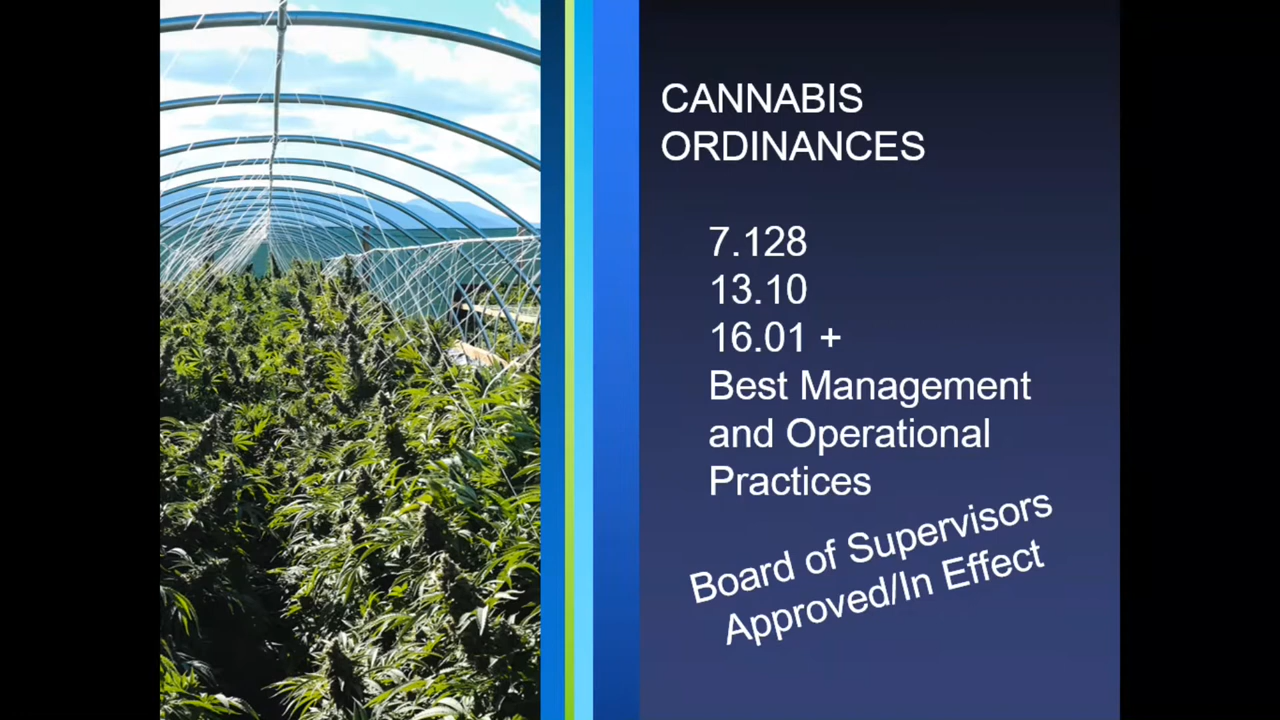 CANNABIS
ORDINANCES
7.128
13.10
16.01 +
Best Management
and Operational
Practices
Board of Supervisors
Approved/In Effect